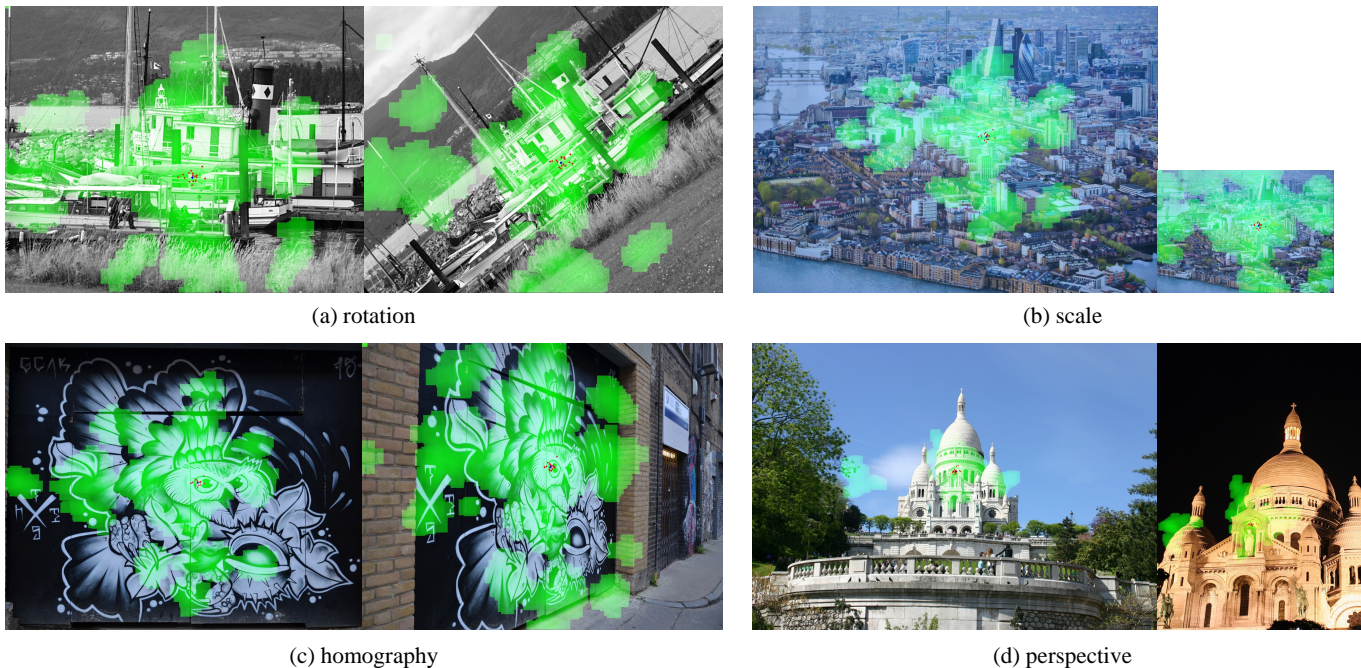 (a) rotation
(b) scale
(c) homography
(d) perspective